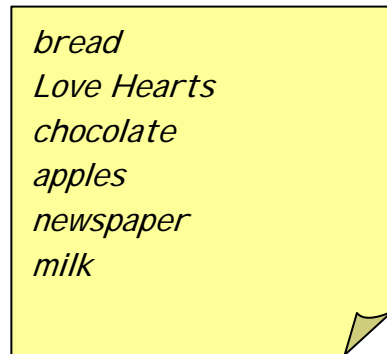 bread
Love Hearts
chocolate
apples
newspaper
milk